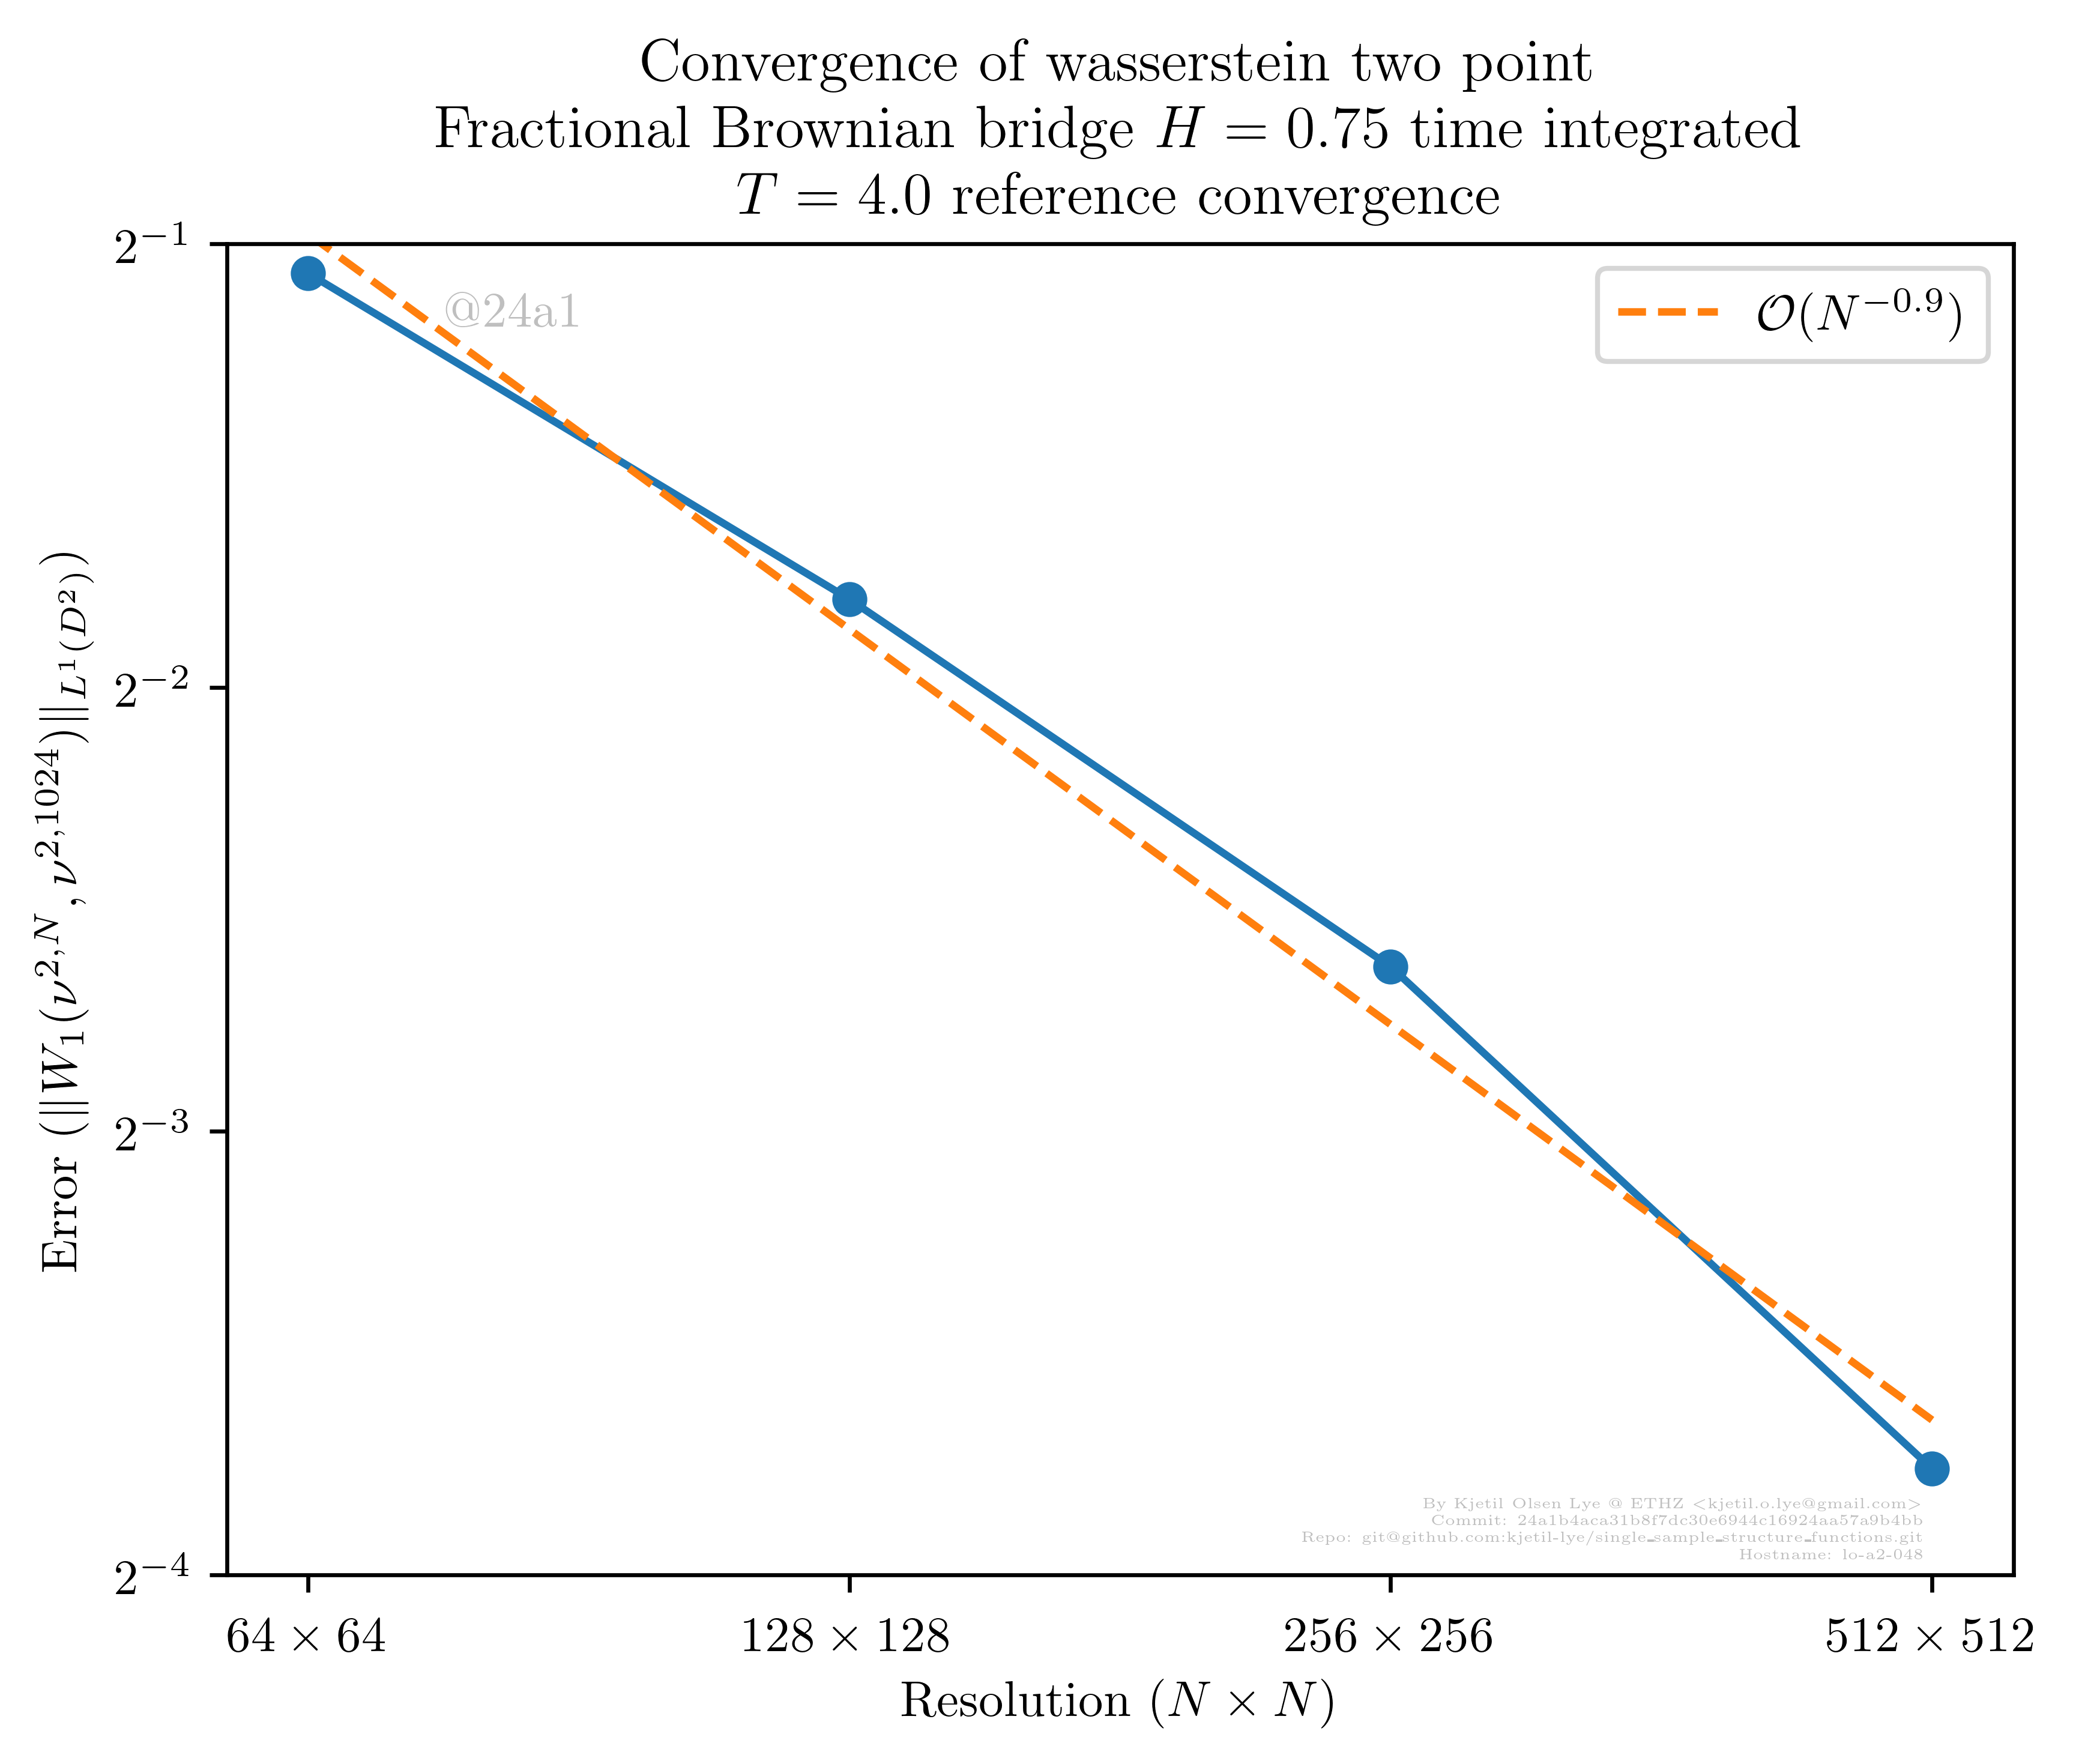 Convergence of wasserstein two point
Fractional Brownian bridge H = 0.75 time integrated
T = 4.0 reference convergence
2⁻¹
2⁻²
2⁻³
2⁻⁴
Error (||W₁(ν^{2,N}, ν^{2,1024})||_{L¹(D²)})
@24a1
O(N^{-0.9})
By Kjetil Olsen Lye @ ETHZ <kjetil.o.lye@gmail.com>
Commit: 24a1b4aca31b8f7dc30e6944c16924aa57a9b4bb
Repo: git@github.com:kjetil-lye/single_sample_structure_functions.git
Hostname: lo-a2-048
64 × 64
128 × 128
256 × 256
512 × 512
Resolution (N × N)